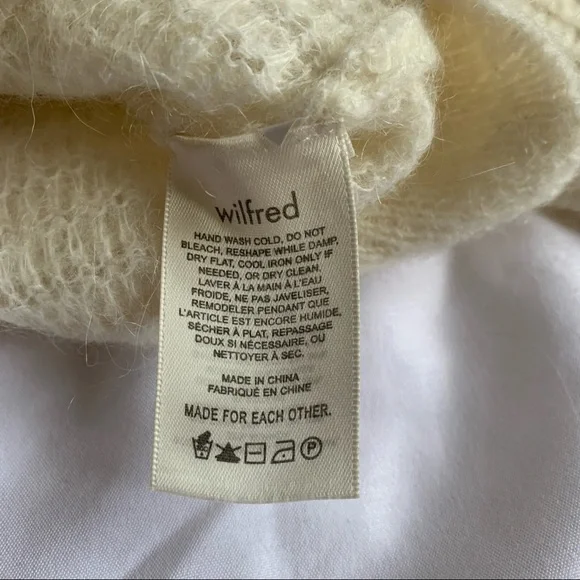 wilfred
HAND WASH COLD, DO NOT
BLEACH, RESHAPE WHILE DAMP,
DRY FLAT, COOL IRON ONLY IF
NEEDED, OR DRY CLEAN.
LAVER À LA MAIN À L'EAU
FROIDE, NE PAS JAVELISER,
REMODELER PENDANT QUE
L'ARTICLE EST ENCORE HUMIDE,
SÉCHER À PLAT, REPASSAGE
DOUX SI NÉCESSAIRE, OU
NETTOYER À SEC.
MADE IN CHINA
FABRIQUÉ EN CHINE
MADE FOR EACH OTHER.
P